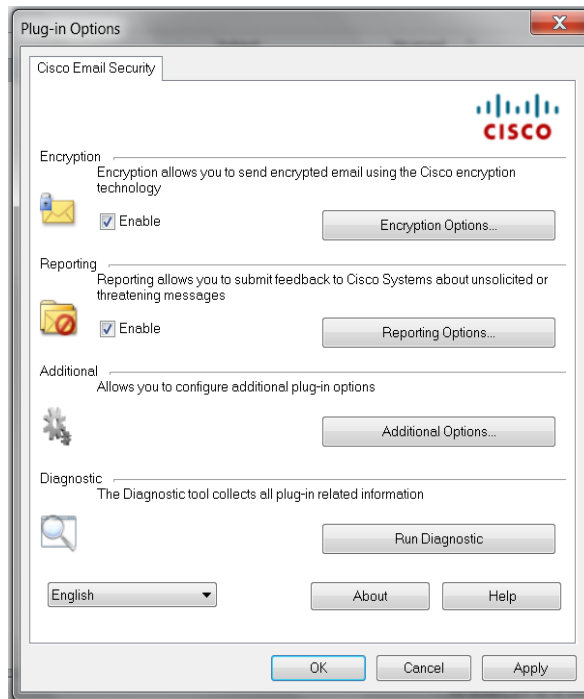 Plug-in Options
Cisco Email Security
CISCO
Encryption
Encryption allows you to send encrypted email using the Cisco encryption
technology
Enable
Encryption Options...
Reporting
Reporting allows you to submit feedback to Cisco Systems about unsolicited or
threatening messages
Enable
Reporting Options...
Additional
Allows you to configure additional plug-in options
Additional Options...
Diagnostic
The Diagnostic tool collects all plug-in related information
Run Diagnostic
English
About
Help
OK
Cancel
Apply